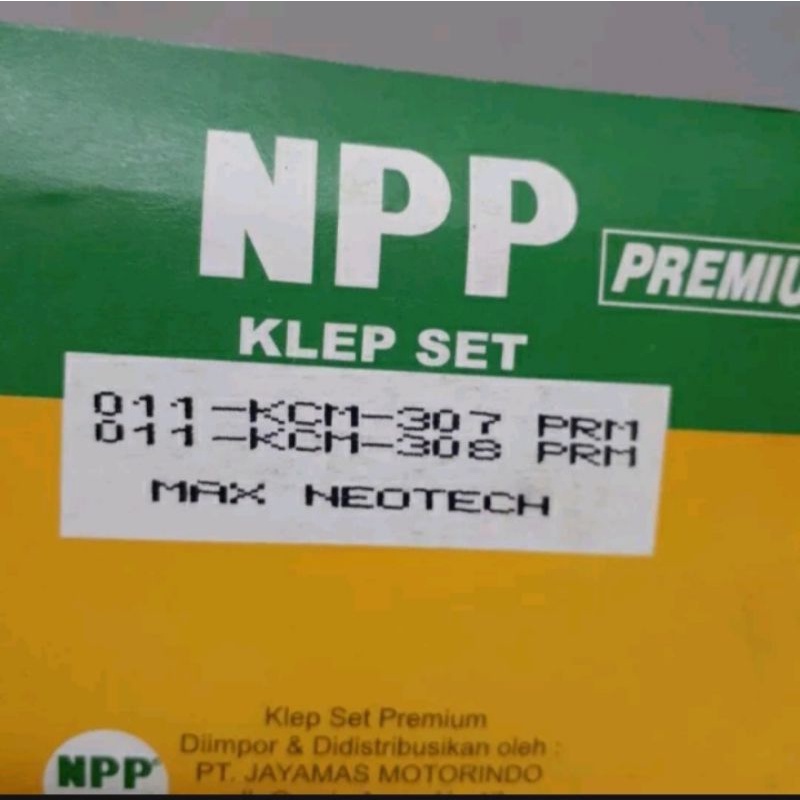 NPP
KLEP SET
011-KCM-307 PRM
011-KCM-308 PRM
MAX NEOTECH
Klep Set Premium
Diimpor & Didistribusikan oleh :
PT. JAYAMAS MOTORINDO
NPP